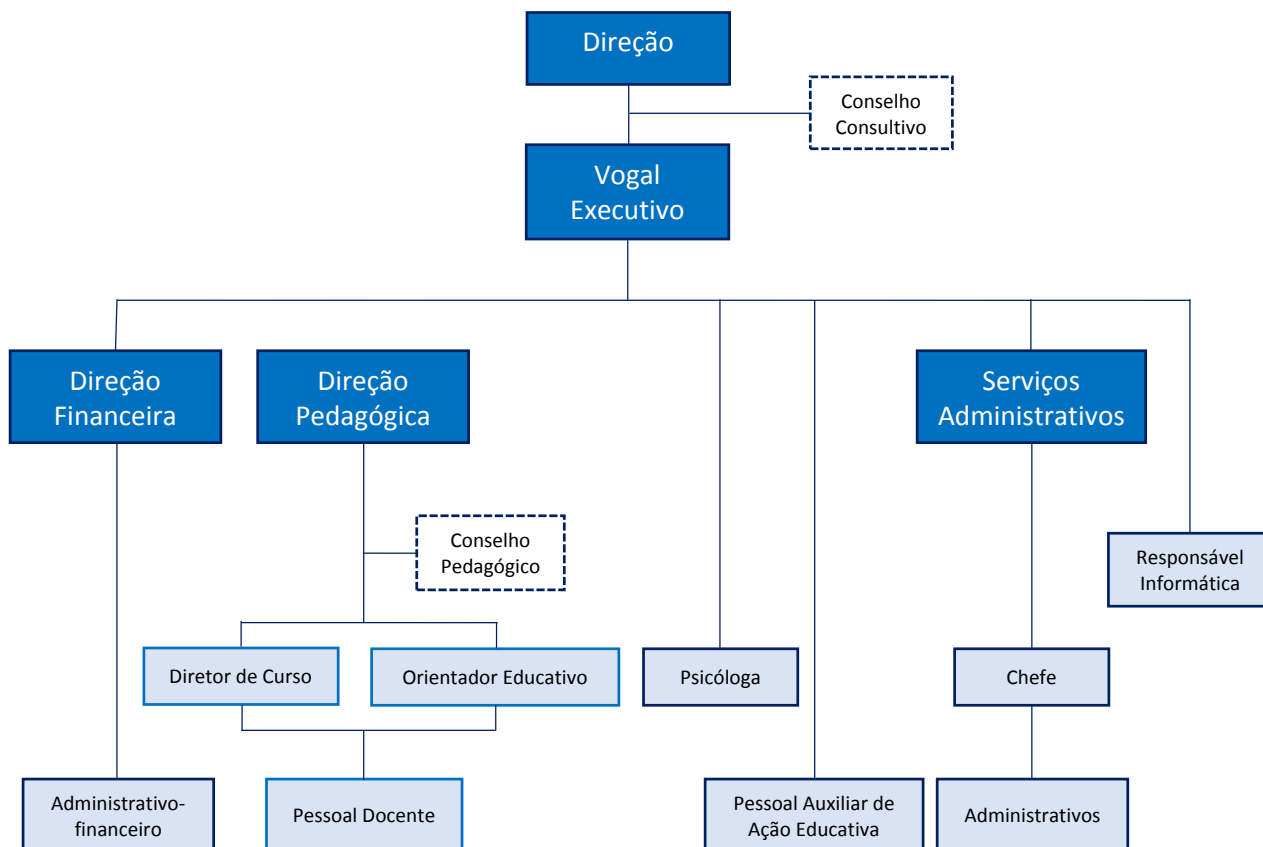 Direção
Conselho
Consultivo
Vogal
Executivo
Direção
Financeira
Direção
Pedagógica
Serviços
Administrativos
Conselho
Pedagógico
Responsável
Informática
Diretor de Curso
Orientador Educativo
Psicóloga
Chefe
Administrativo-
financeiro
Pessoal Docente
Pessoal Auxiliar de
Ação Educativa
Administrativos